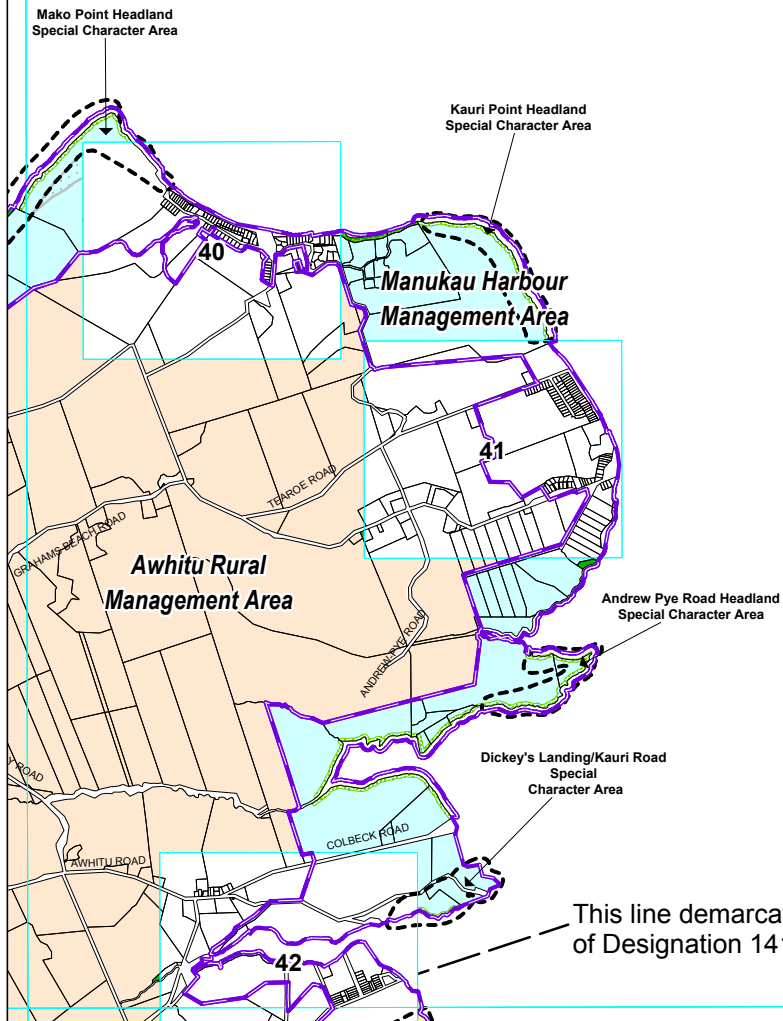 Mako Point Headland
Special Character Area
Kauri Point Headland
Special Character Area
40
Manukau Harbour
Management Area
41
TEAROE ROAD
GRAHAMS BEACH ROAD
Awhitu Rural
Management Area
Andrew Pye Road Headland
Special Character Area
ANDREW PYE ROAD
Dickey's Landing/Kauri Road
Special
Character Area
Y ROAD
COLBECK ROAD
AWHITU ROAD
This line demarca
of Designation 14
42